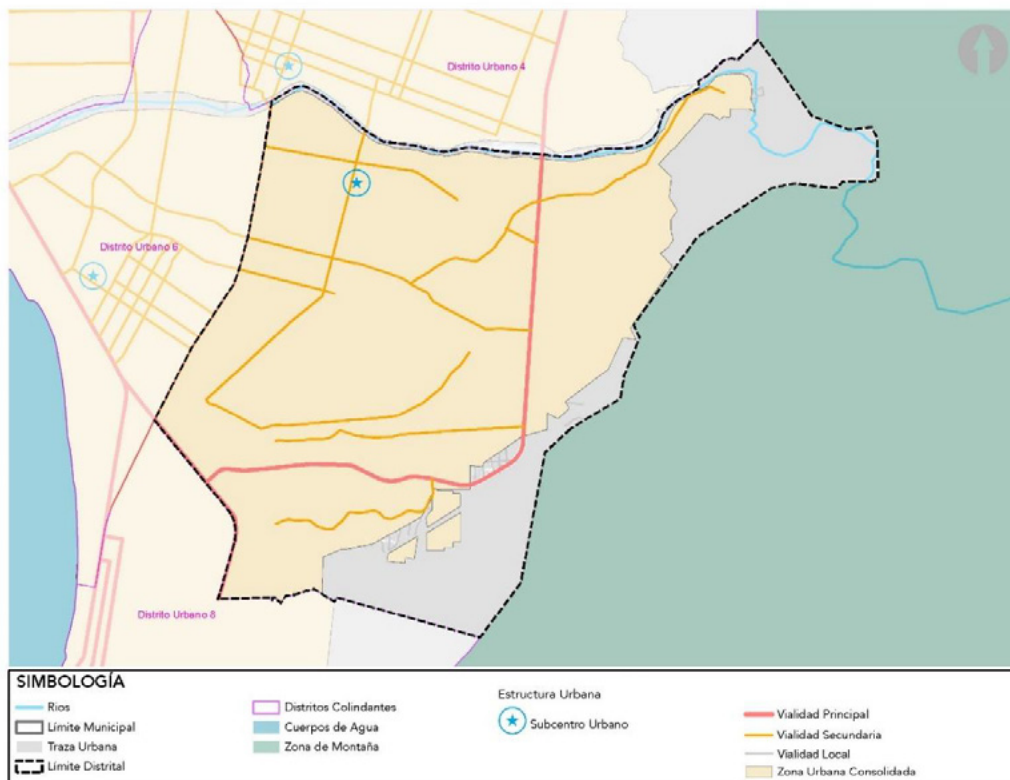 Distrito Urbano 4
Distrito Urbano 6
Distrito Urbano 8
SIMBOLOGÍA
Rios
Límite Municipal
Traza Urbana
Límite Distrital
Distritos Colindantes
Cuerpos de Agua
Zona de Montaña
Estructura Urbana
Subcentro Urbano
Vialidad Principal
Vialidad Secundaria
Vialidad Local
Zona Urbana Consolidada